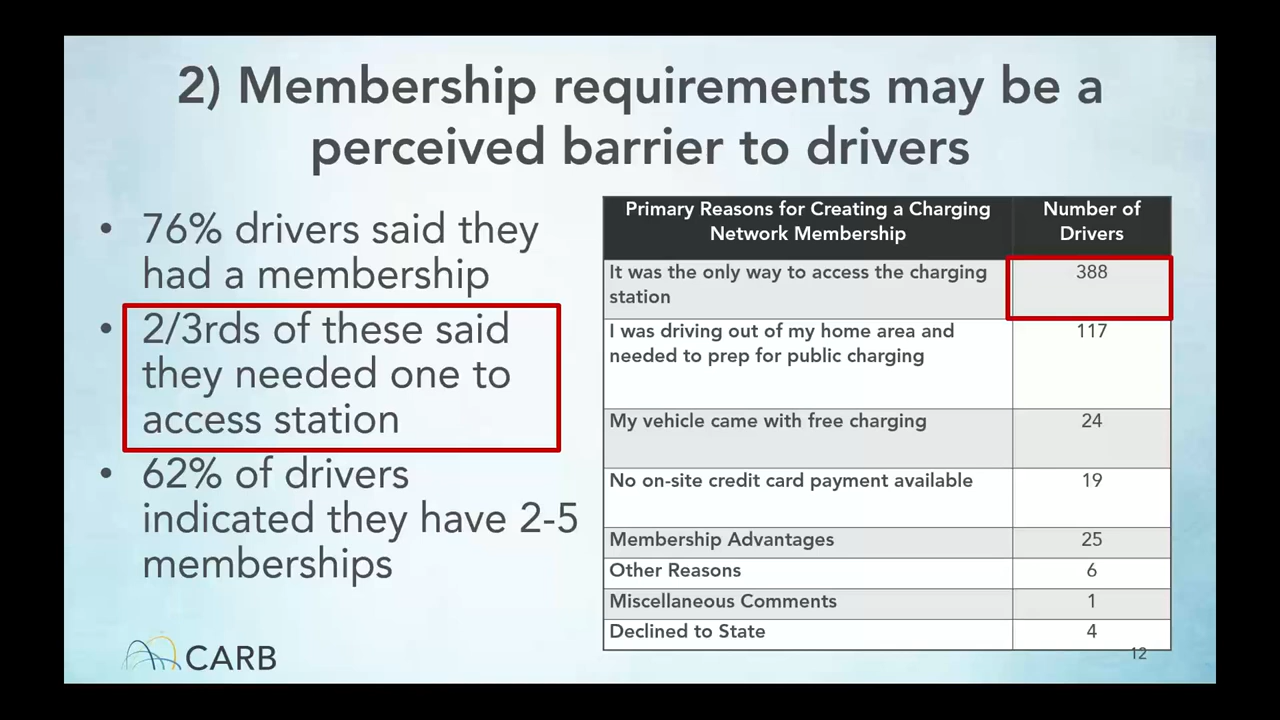 2) Membership requirements may be a
perceived barrier to drivers
• 76% drivers said they
had a membership
• 2/3rds of these said
they needed one to
access station
• 62% of drivers
indicated they have 2-5
memberships
Primary Reasons for Creating a Charging
Network Membership
Number of
Drivers
It was the only way to access the charging
station
388
I was driving out of my home area and
needed to prep for public charging
117
My vehicle came with free charging
24
No on-site credit card payment available
19
Membership Advantages
25
Other Reasons
6
Miscellaneous Comments
1
Declined to State
4
12
CARB